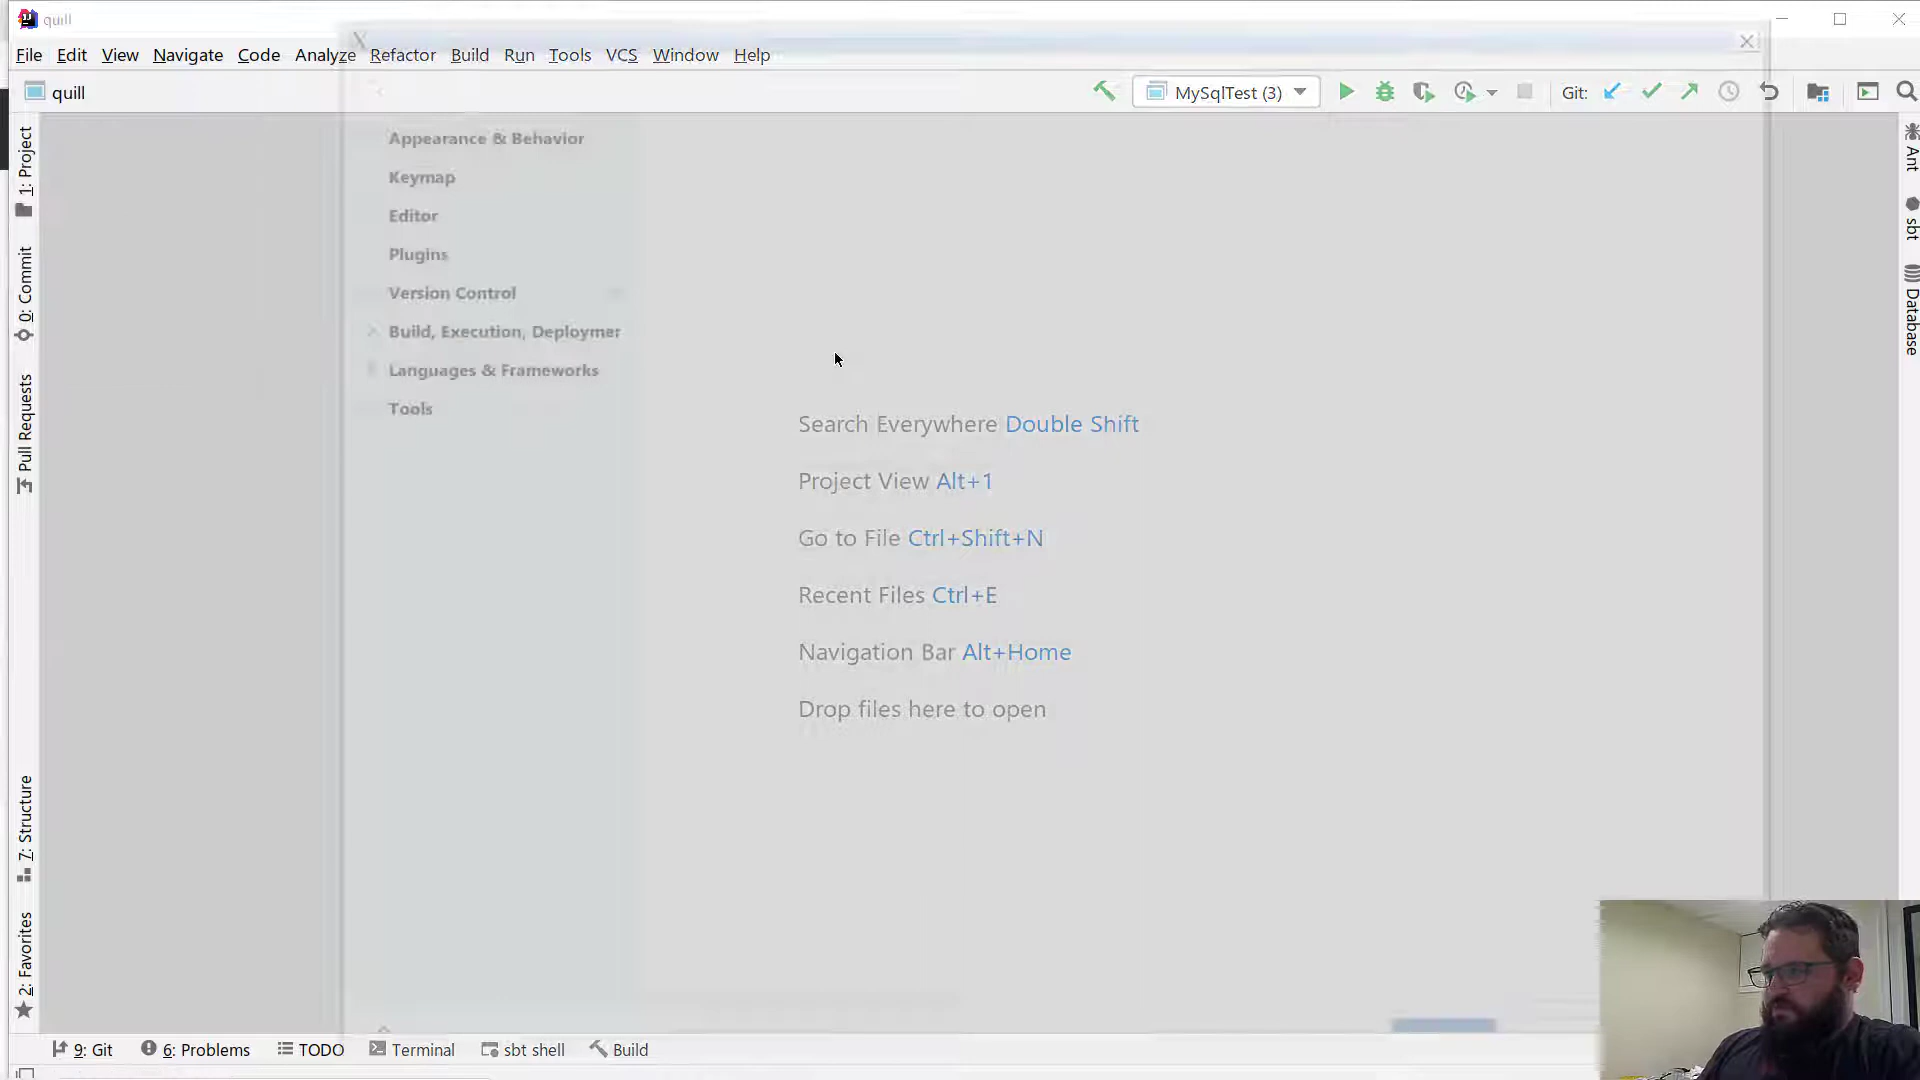 quill
File Edit View Navigate Code Analyze Refactor Build Run Tools VCS Window Help
quill
MySqlTest (3)
Git:
1: Project
0: Commit
Pull Requests
7: Structure
2: Favorites
Appearance & Behavior
Keymap
Editor
Plugins
Version Control
Build, Execution, Deploymer
Languages & Frameworks
Tools
Search Everywhere Double Shift
Project View Alt+1
Go to File Ctrl+Shift+N
Recent Files Ctrl+E
Navigation Bar Alt+Home
Drop files here to open
Ant
sbt
Database
9: Git 6: Problems TODO Terminal sbt shell Build